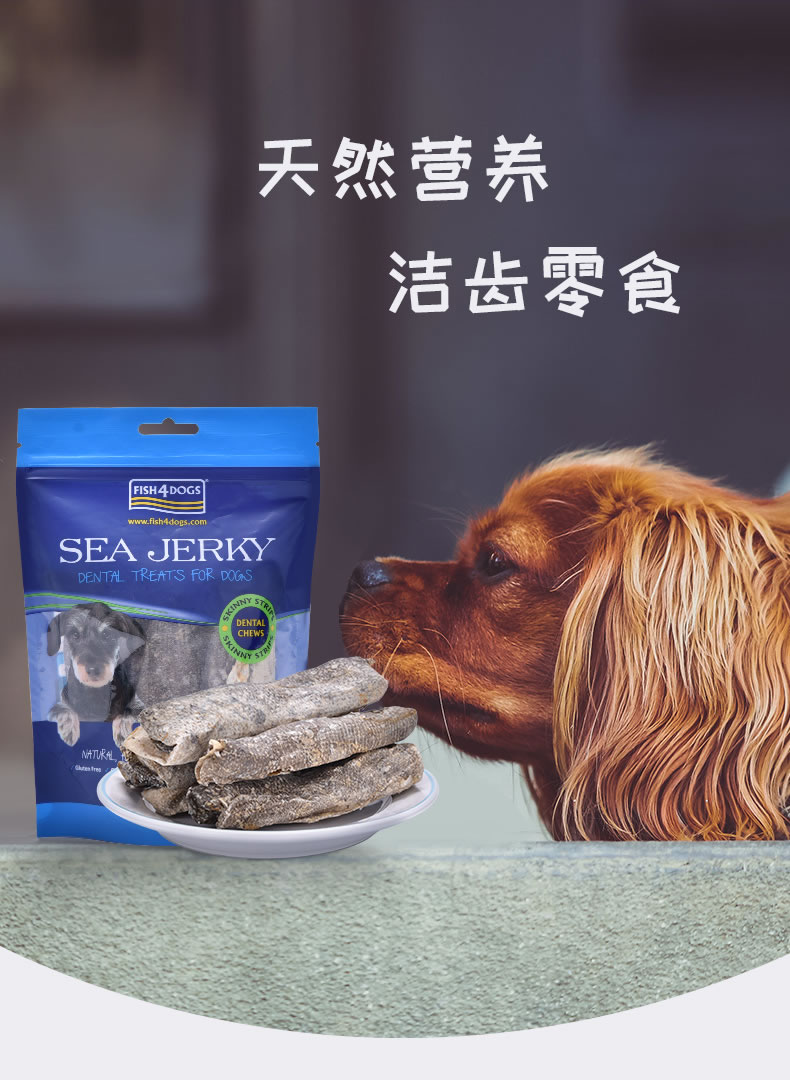 天然营养
洁齿零食
FISH4DOGS
www.fish4dogs.com
SEA JERKY
DENTAL TREATS FOR DOGS
SKINNY STRIPS
DENTAL
CHEWS
SKINNY STRIPS
NATURAL
Gluten Free